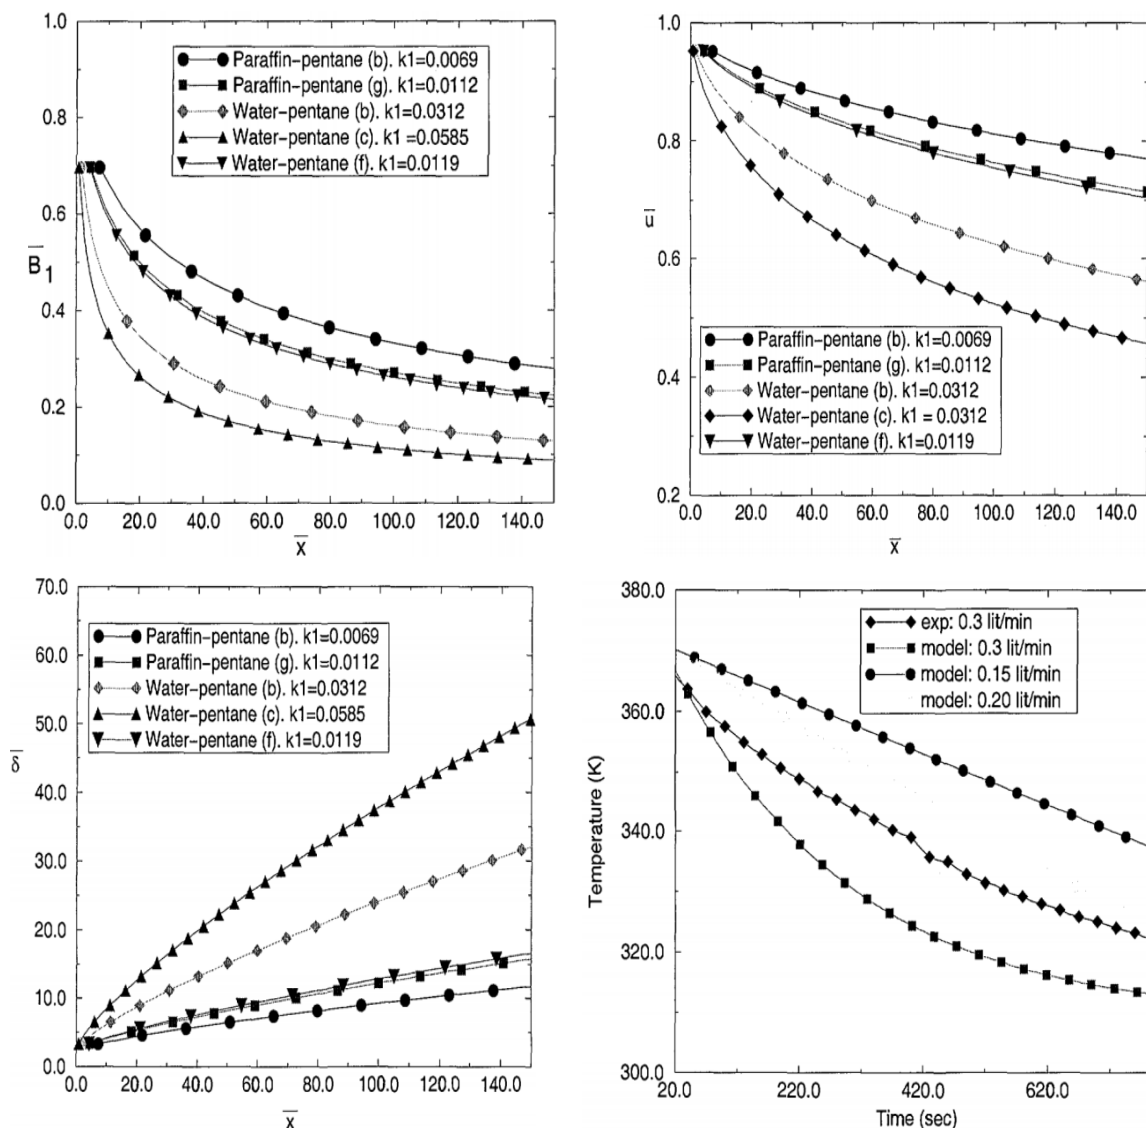 1.0
0.8
0.6
0.4
0.2
0.0
B̅₁
Paraffin-pentane (b). k1=0.0069
Paraffin-pentane (g). k1=0.0112
Water-pentane (b). k1=0.0312
Water-pentane (c). k1 =0.0585
Water-pentane (f). k1=0.0119
0.0 20.0 40.0 60.0 80.0 100.0 120.0 140.0
x̅
1.0
0.8
0.6
0.4
0.2
u̅
Paraffin-pentane (b). k1=0.0069
Paraffin-pentane (g). k1=0.0112
Water-pentane (b). k1=0.0312
Water-pentane (c). k1 = 0.0312
Water-pentane (f). k1=0.0119
0.0 20.0 40.0 60.0 80.0 100.0 120.0 140.0
x̅
70.0
60.0
50.0
40.0
30.0
20.0
10.0
0.0
δ̅
Paraffin-pentane (b). k1=0.0069
Paraffin-pentane (g). k1=0.0112
Water-pentane (b). k1=0.0312
Water-pentane (c). k1=0.0585
Water-pentane (f). k1=0.0119
0.0 20.0 40.0 60.0 80.0 100.0 120.0 140.0
x̅
380.0
360.0
340.0
320.0
300.0
Temperature (K)
exp: 0.3 lit/min
model: 0.3 lit/min
model: 0.15 lit/min
model: 0.20 lit/min
20.0 220.0 420.0 620.0
Time (sec)